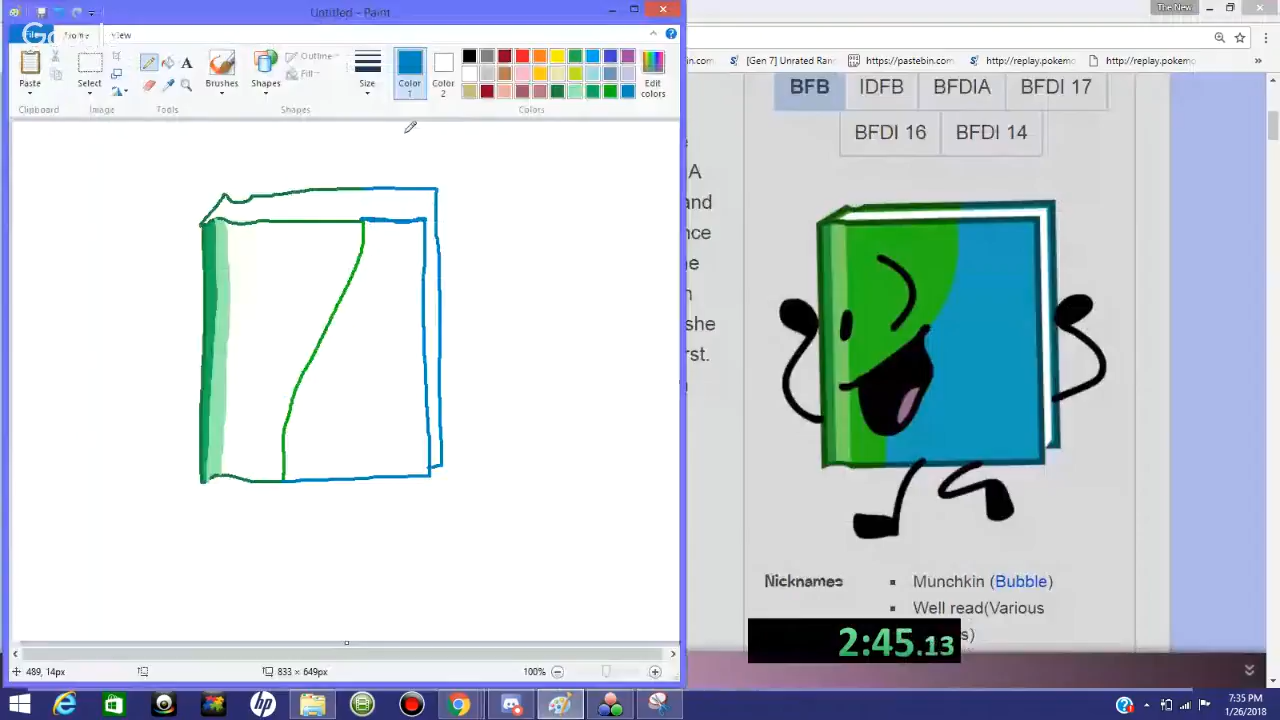 Untitled - Paint
The New
Home
View
Paste
Select
Brushes
Shapes
Outline
Fill
Size
Color
1
Color
2
Edit
colors
Clipboard
Image
Tools
Shapes
Colors
[Gen 7] Unrated Ran
https://pastebin.com
http://replay.pokemo
http://replay.pokemo
BFB
IDFB
BFDIA
BFDI 17
BFDI 16
BFDI 14
A
and
she
rst.
Nicknames
Munchkin (Bubble)
Well read(Various
s)
2:45.13
489, 14px
833 × 649px
100%
7:35 PM
1/26/2018